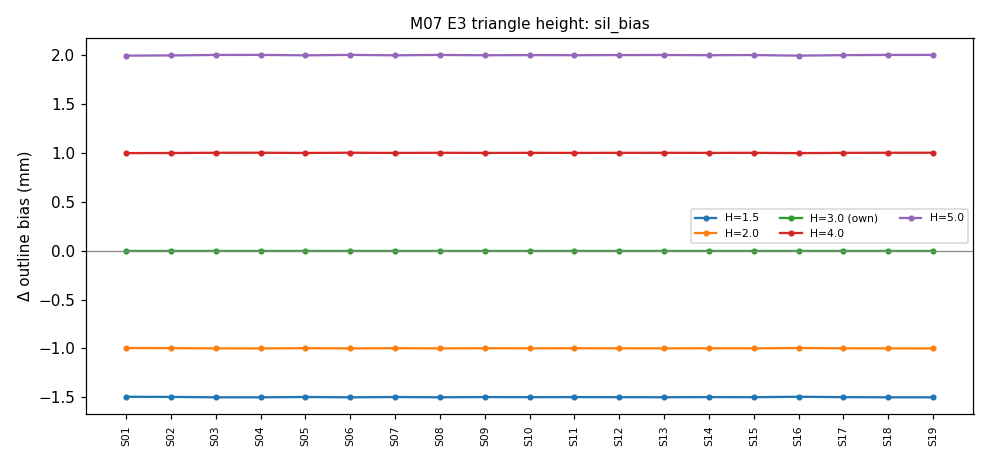 M07 E3 triangle height: sil_bias
Δ outline bias (mm)
2.0
1.5
1.0
0.5
0.0
−0.5
−1.0
−1.5
H=1.5
H=2.0
H=3.0 (own)
H=4.0
H=5.0
S01
S02
S03
S04
S05
S06
S07
S08
S09
S10
S11
S12
S13
S14
S15
S16
S17
S18
S19